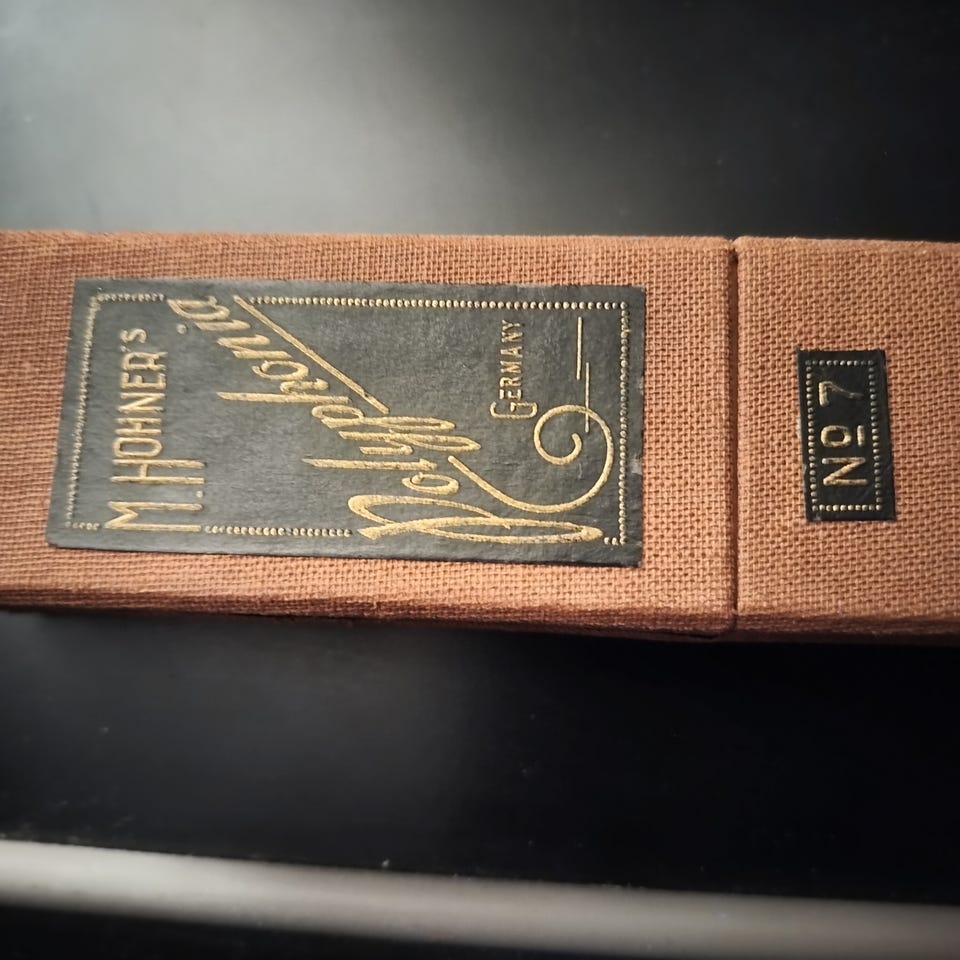 M. HOHNER'S
Polyphonia
GERMANY
No 7